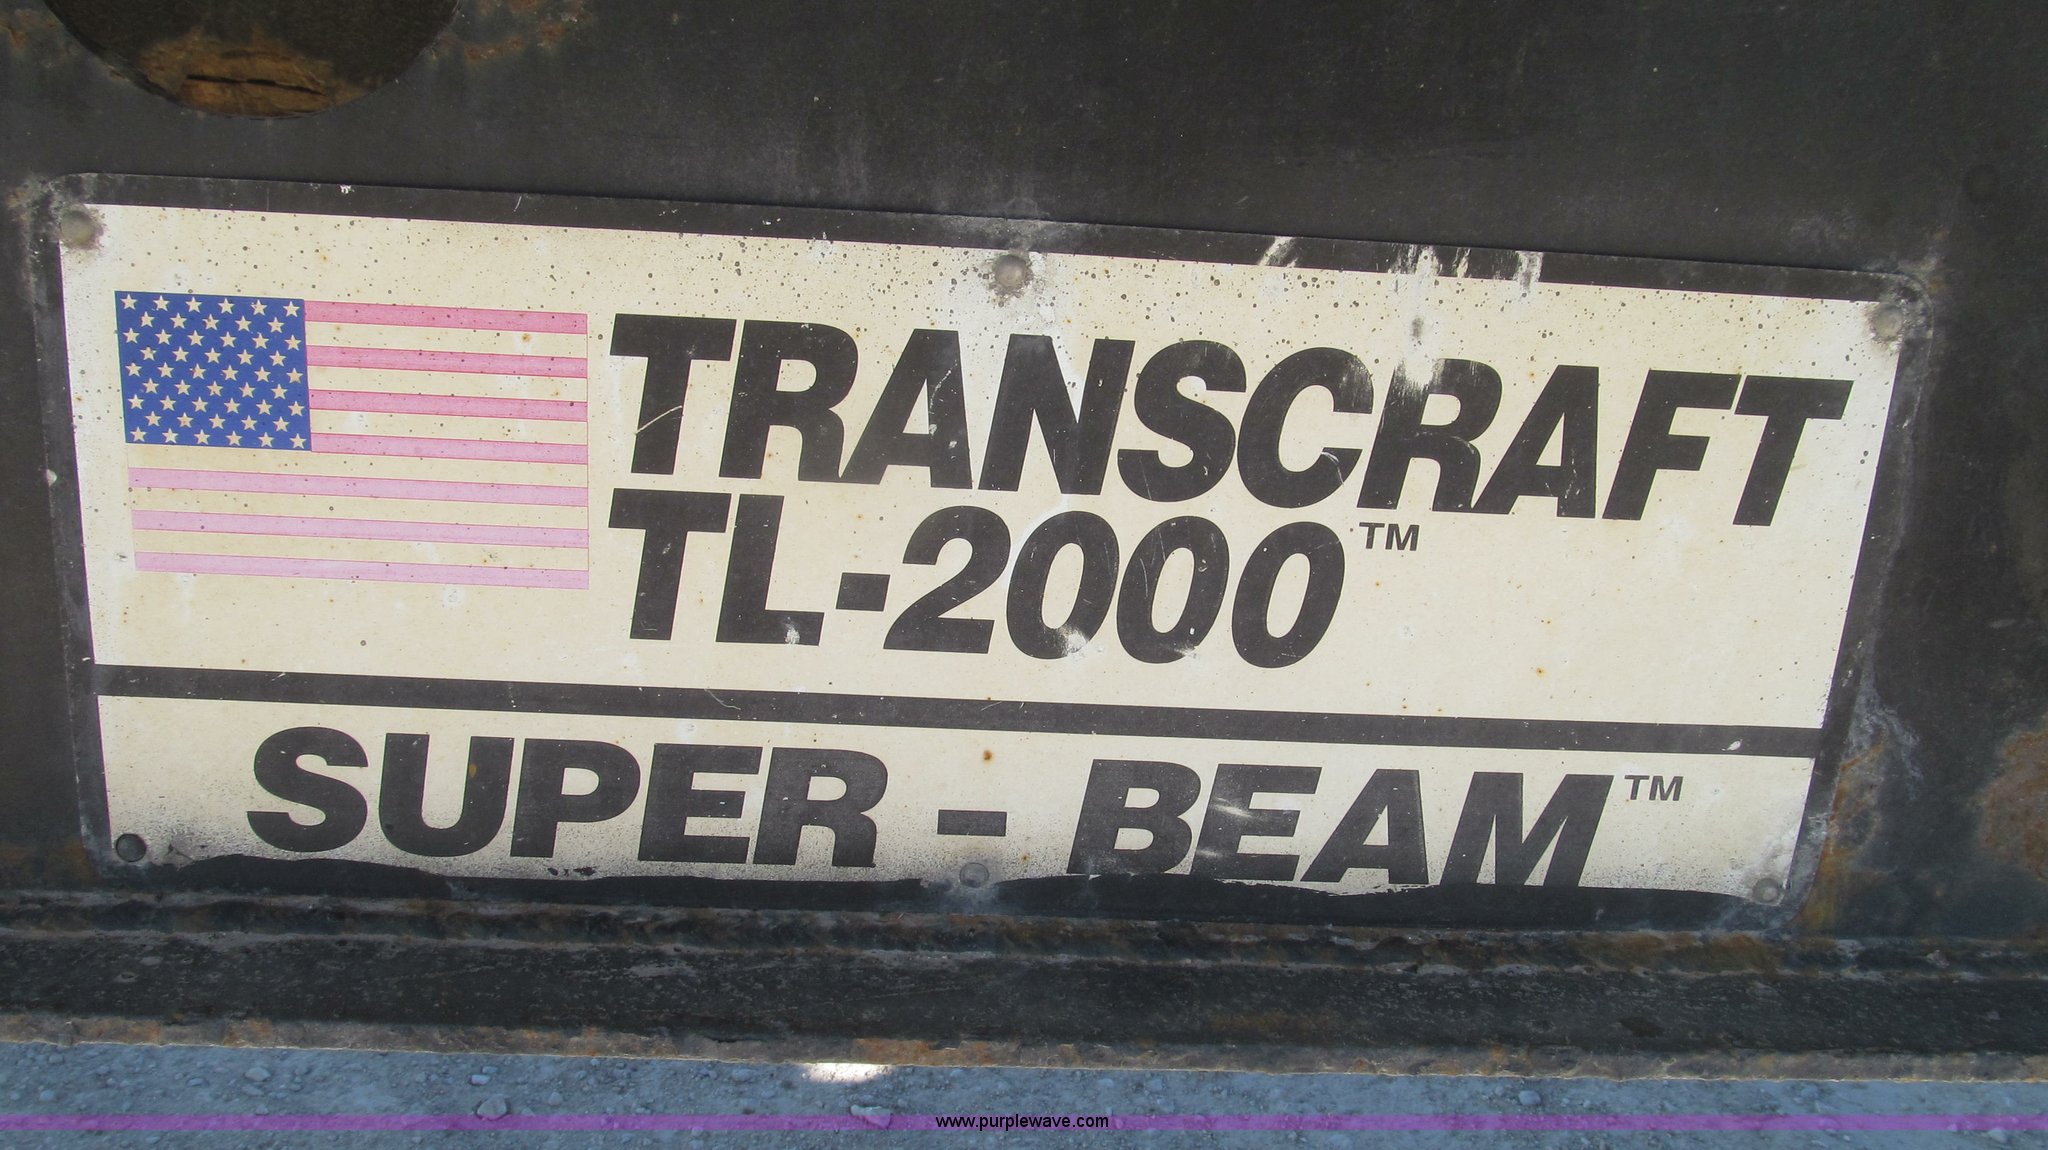 TRANSCRAFT
TL-2000™
SUPER - BEAM™
www.purplewave.com